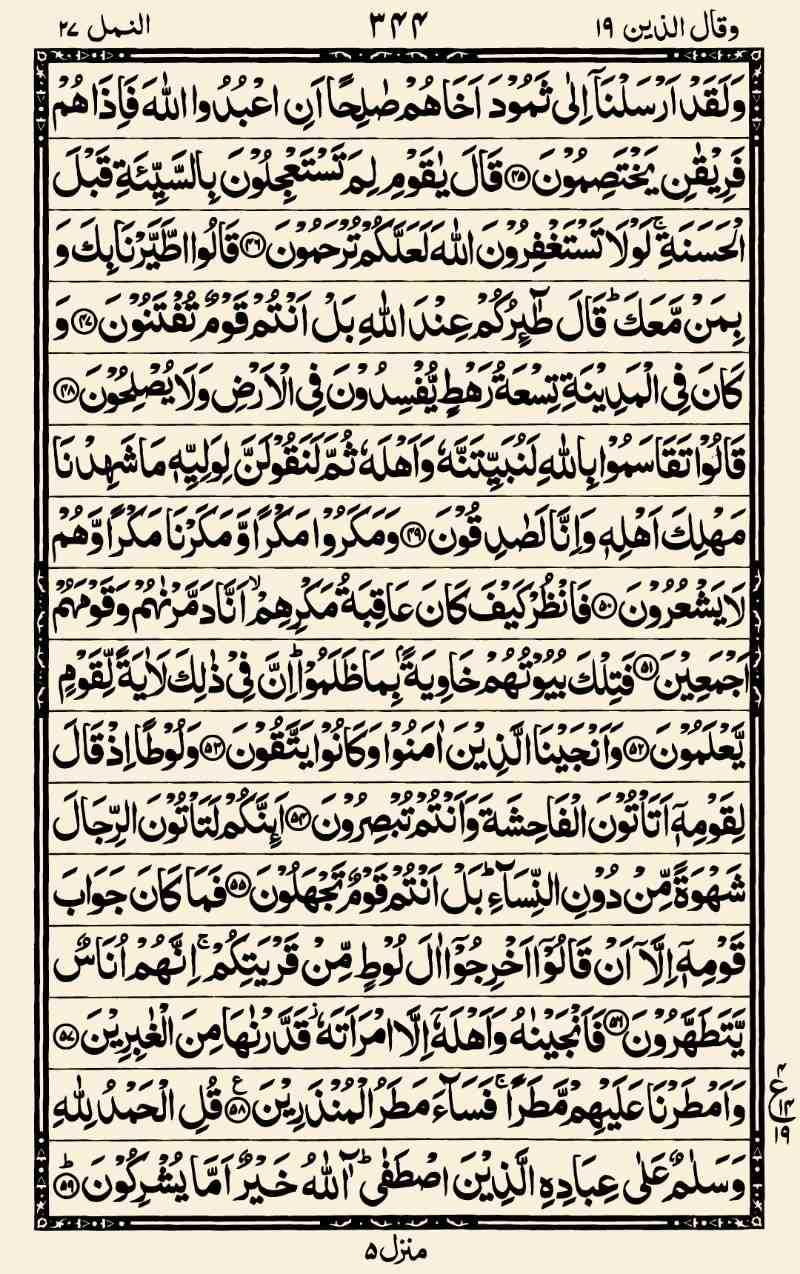 وقال الذين ١٩
۳۴۴
النمل ٢٧
وَلَقَدْ اَرْسَلْنَاۤ اِلٰى ثَمُوْدَ اَخَاهُمْ صٰلِحًا اَنِ اعْبُدُوا اللّٰهَ فَاِذَا هُمْ
فَرِيْقٰنِ يَخْتَصِمُوْنَ ﴿۴۵﴾ قَالَ يٰقَوْمِ لِمَ تَسْتَعْجِلُوْنَ بِالسَّيِّئَةِ قَبْلَ
الْحَسَنَةِ ۚ لَوْلَا تَسْتَغْفِرُوْنَ اللّٰهَ لَعَلَّكُمْ تُرْحَمُوْنَ ﴿۴۶﴾ قَالُوا اطَّيَّرْنَا بِكَ وَ
بِمَنْ مَّعَكَ ؕ قَالَ طٰٓئِرُكُمْ عِنْدَ اللّٰهِ بَلْ اَنْتُمْ قَوْمٌ تُفْتَنُوْنَ ﴿۴۷﴾ وَ
كَانَ فِي الْمَدِيْنَةِ تِسْعَةُ رَهْطٍ يُّفْسِدُوْنَ فِي الْاَرْضِ وَلَا يُصْلِحُوْنَ ﴿۴۸﴾
قَالُوْا تَقَاسَمُوْا بِاللّٰهِ لَنُبَيِّتَنَّهٗ وَاَهْلَهٗ ثُمَّ لَنَقُوْلَنَّ لِوَلِيِّهٖ مَا شَهِدْنَا
مَهْلِكَ اَهْلِهٖ وَاِنَّا لَصٰدِقُوْنَ ﴿۴۹﴾ وَمَكَرُوْا مَكْرًا وَّمَكَرْنَا مَكْرًا وَّهُمْ
لَا يَشْعُرُوْنَ ﴿۵۰﴾ فَانْظُرْ كَيْفَ كَانَ عَاقِبَةُ مَكْرِهِمْ ۙ اَنَّا دَمَّرْنٰهُمْ وَقَوْمَهُمْ
اَجْمَعِيْنَ ﴿۵۱﴾ فَتِلْكَ بُيُوْتُهُمْ خَاوِيَةًۢ بِمَا ظَلَمُوْا ؕ اِنَّ فِيْ ذٰلِكَ لَاٰيَةً لِّقَوْمٍ
يَّعْلَمُوْنَ ﴿۵۲﴾ وَاَنْجَيْنَا الَّذِيْنَ اٰمَنُوْا وَكَانُوْا يَتَّقُوْنَ ﴿۵۳﴾ وَلُوْطًا اِذْ قَالَ
لِقَوْمِهٖۤ اَتَاْتُوْنَ الْفَاحِشَةَ وَاَنْتُمْ تُبْصِرُوْنَ ﴿۵۴﴾ اَئِنَّكُمْ لَتَاْتُوْنَ الرِّجَالَ
شَهْوَةً مِّنْ دُوْنِ النِّسَآءِ ؕ بَلْ اَنْتُمْ قَوْمٌ تَجْهَلُوْنَ ﴿۵۵﴾ فَمَا كَانَ جَوَابَ
قَوْمِهٖۤ اِلَّاۤ اَنْ قَالُوْۤا اَخْرِجُوْۤا اٰلَ لُوْطٍ مِّنْ قَرْيَتِكُمْ ۚ اِنَّهُمْ اُنَاسٌ
يَّتَطَهَّرُوْنَ ﴿۵۶﴾ فَاَنْجَيْنٰهُ وَاَهْلَهٗۤ اِلَّا امْرَاَتَهٗ ؗ قَدَّرْنٰهَا مِنَ الْغٰبِرِيْنَ ﴿۵۷﴾
وَاَمْطَرْنَا عَلَيْهِمْ مَّطَرًا ۚ فَسَآءَ مَطَرُ الْمُنْذَرِيْنَ ﴿۵۸﴾ ع قُلِ الْحَمْدُ لِلّٰهِ
۴
ع
۱۴
۱۹
وَسَلٰمٌ عَلٰى عِبَادِهِ الَّذِيْنَ اصْطَفٰى ؕ آٰللّٰهُ خَيْرٌ اَمَّا يُشْرِكُوْنَ ﴿۵۹﴾ ؕ
منزل ۵